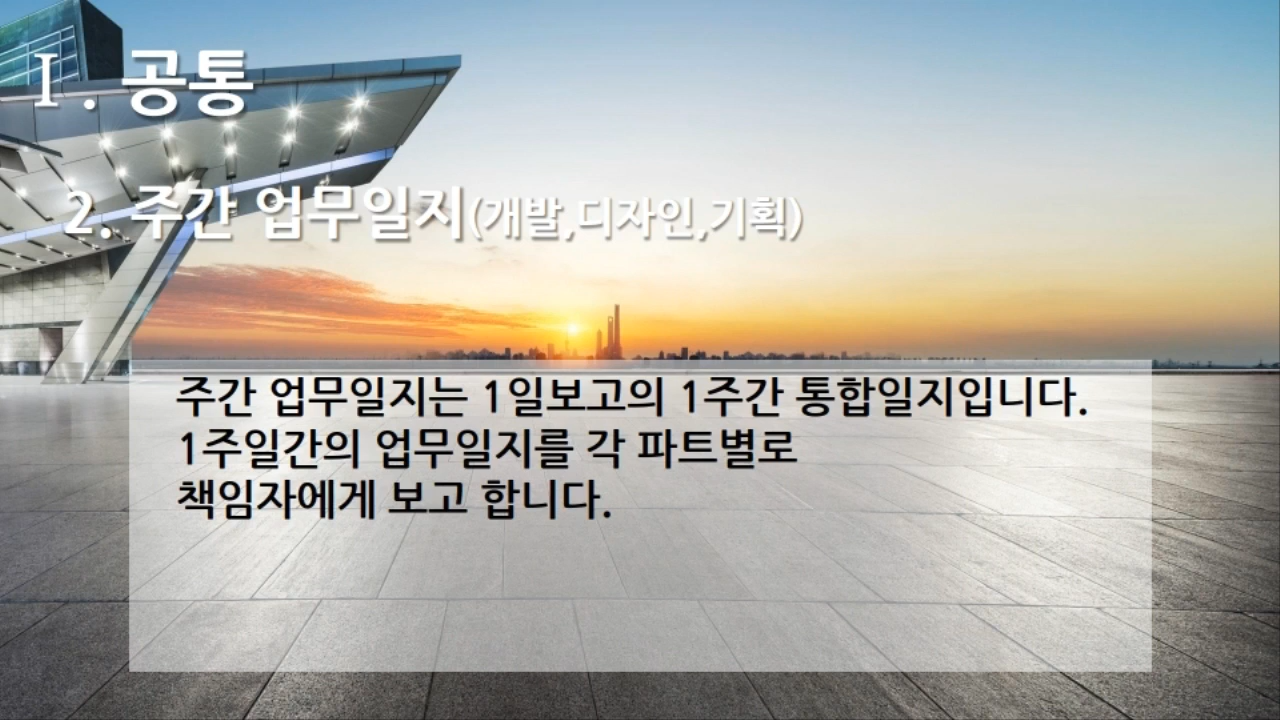 Ⅰ. 공통
2. 주간 업무일지(개발,디자인,기획)
주간 업무일지는 1일보고의 1주간 통합일지입니다.
1주일간의 업무일지를 각 파트별로
책임자에게 보고 합니다.